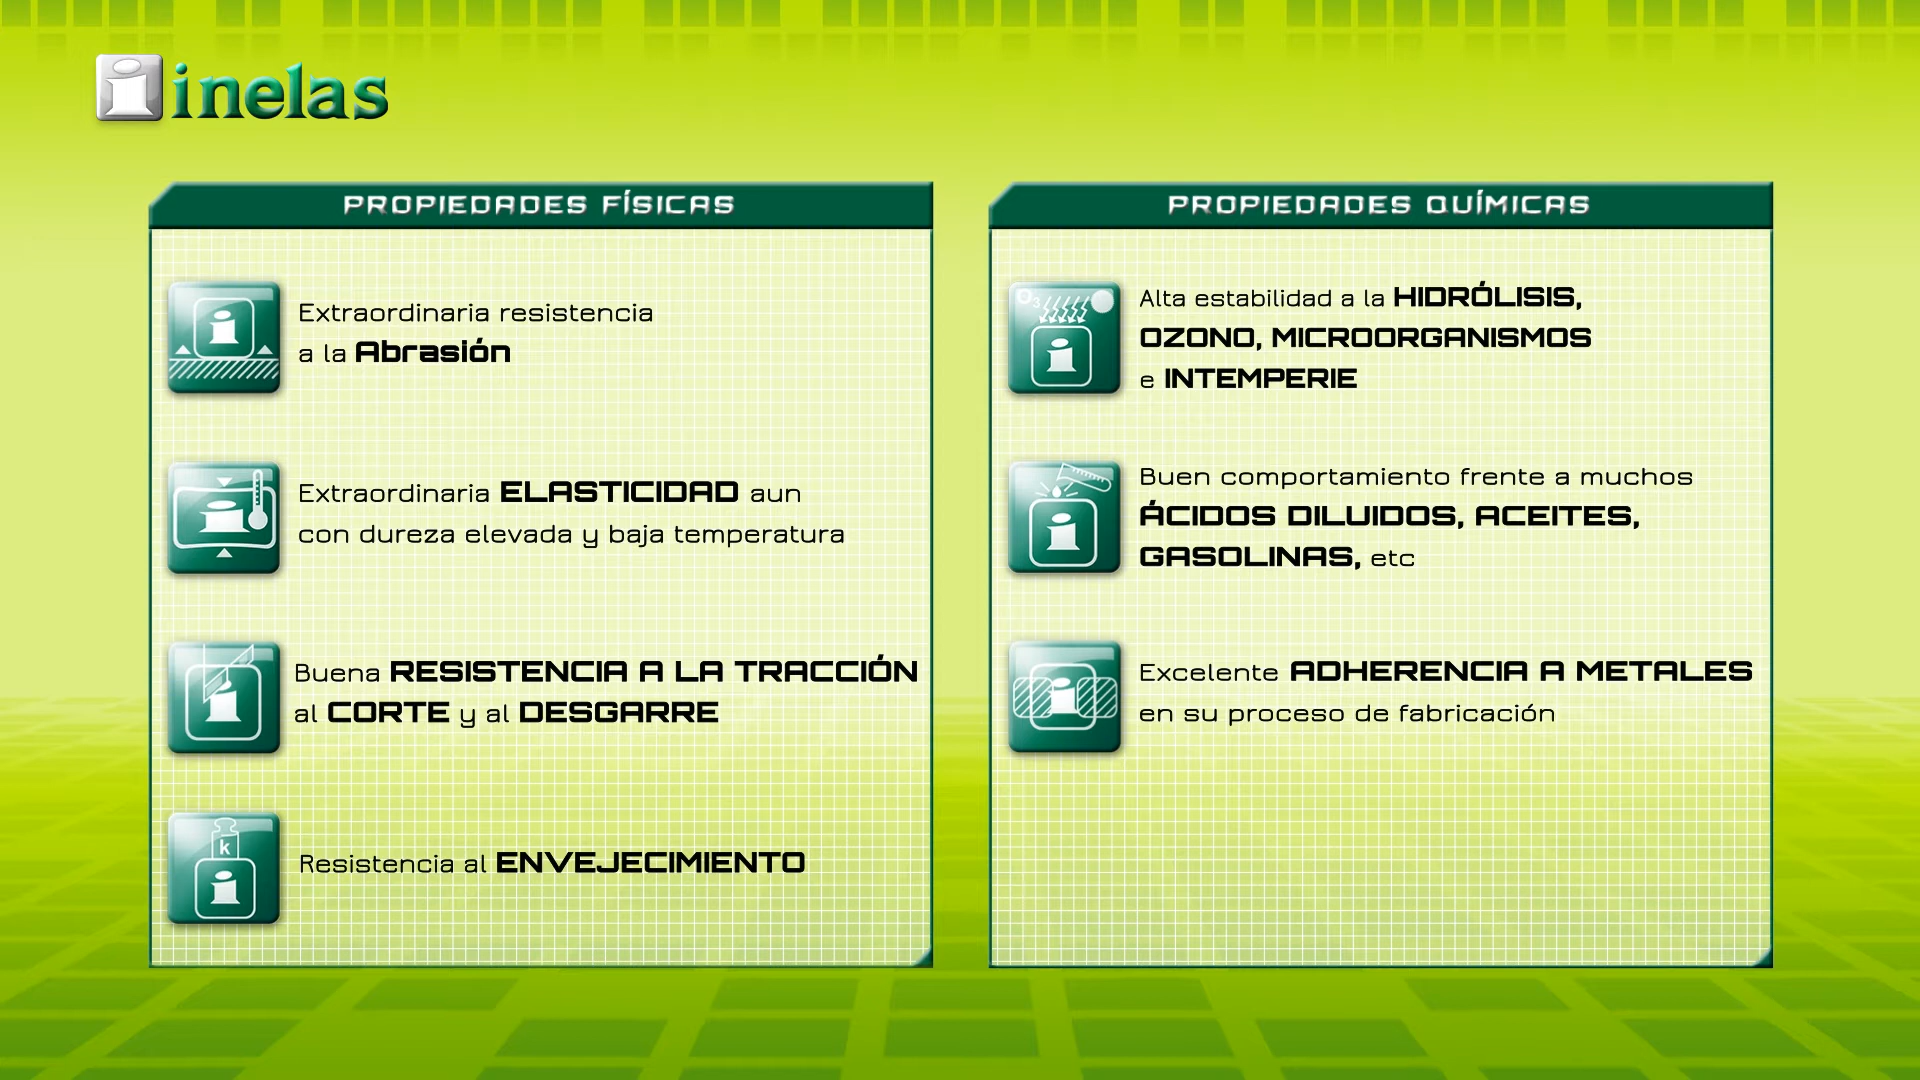 inelas
PROPIEDADES FÍSICAS
Extraordinaria resistencia
a la Abrasión
Extraordinaria ELASTICIDAD aun
con dureza elevada y baja temperatura
Buena RESISTENCIA A LA TRACCIÓN
al CORTE y al DESGARRE
k
Resistencia al ENVEJECIMIENTO
PROPIEDADES QUÍMICAS
O3
Alta estabilidad a la HIDRÓLISIS,
OZONO, MICROORGANISMOS
e INTEMPERIE
Buen comportamiento frente a muchos
ÁCIDOS DILUIDOS, ACEITES,
GASOLINAS, etc
Excelente ADHERENCIA A METALES
en su proceso de fabricación